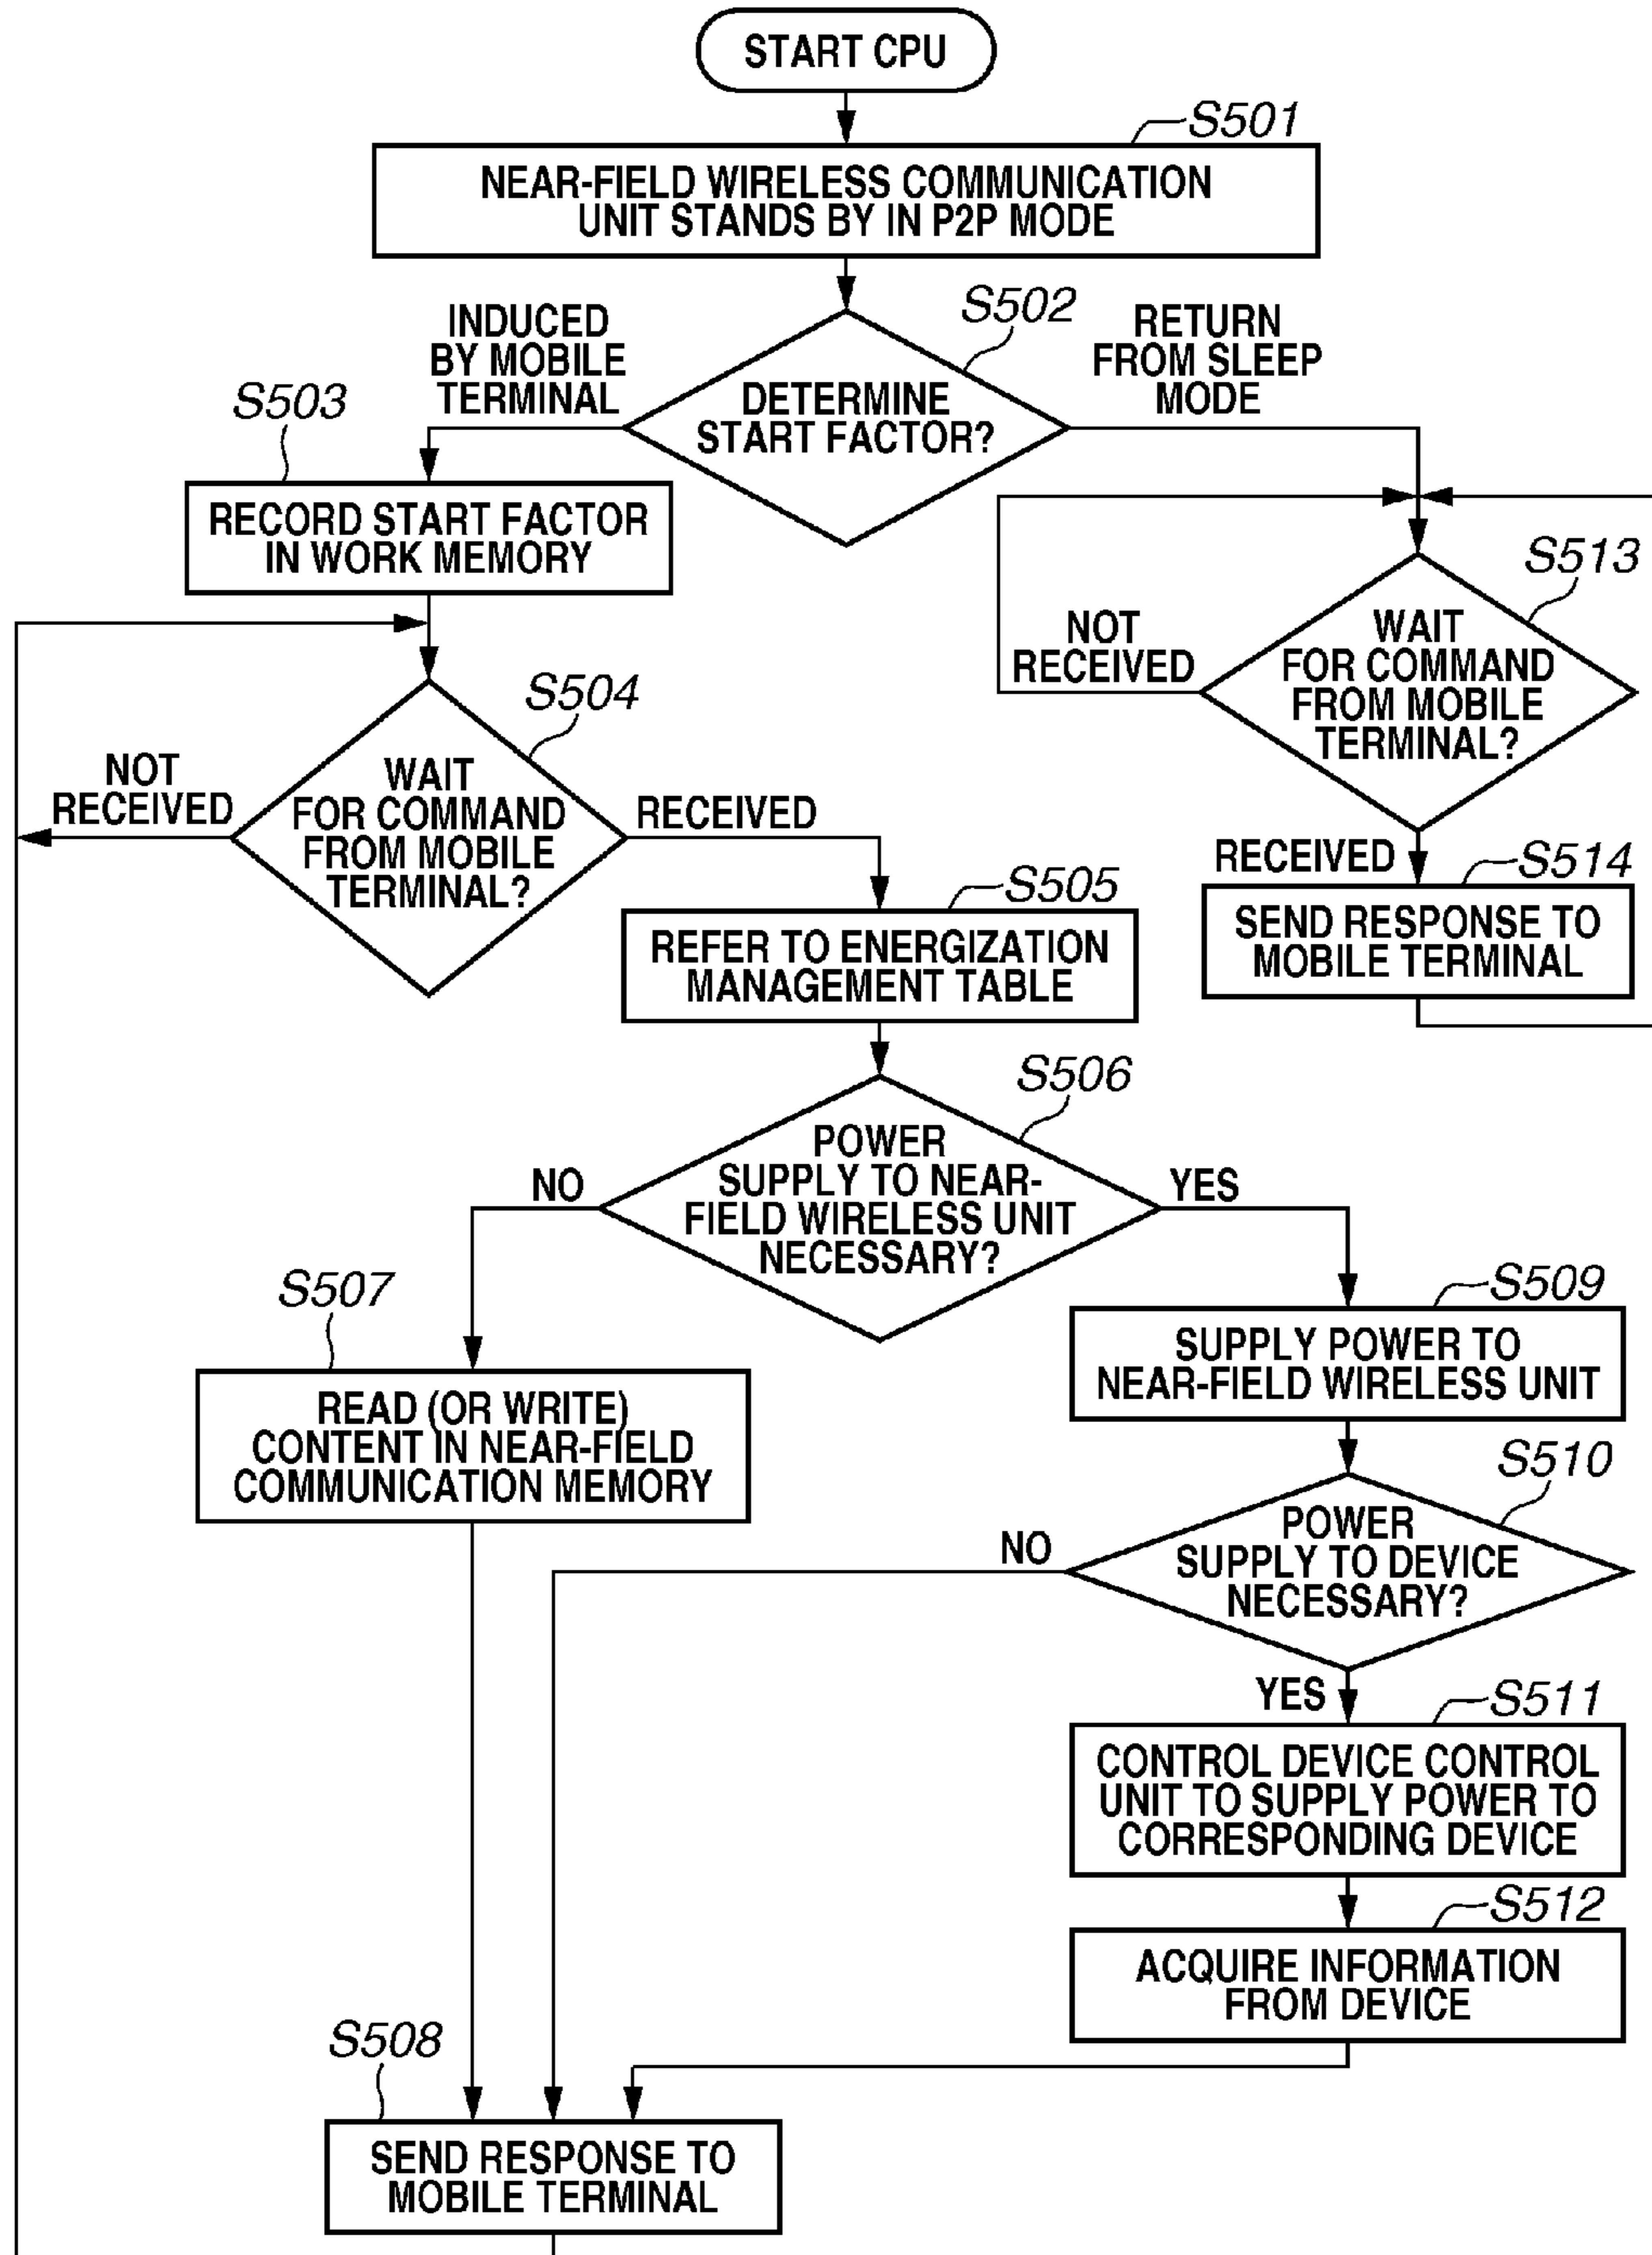 START CPU
S501
NEAR-FIELD WIRELESS COMMUNICATION
UNIT STANDS BY IN P2P MODE
S502
INDUCED
BY MOBILE
TERMINAL
RETURN
FROM SLEEP
MODE
DETERMINE
START FACTOR?
S503
RECORD START FACTOR
IN WORK MEMORY
S513
NOT
RECEIVED
WAIT
FOR COMMAND
FROM MOBILE
TERMINAL?
S504
NOT
RECEIVED
WAIT
FOR COMMAND
FROM MOBILE
TERMINAL?
RECEIVED
RECEIVED
S514
SEND RESPONSE TO
MOBILE TERMINAL
S505
REFER TO ENERGIZATION
MANAGEMENT TABLE
S506
POWER
SUPPLY TO NEAR-
FIELD WIRELESS UNIT
NECESSARY?
NO
YES
S507
READ (OR WRITE)
CONTENT IN NEAR-FIELD
COMMUNICATION MEMORY
S509
SUPPLY POWER TO
NEAR-FIELD WIRELESS UNIT
S510
NO
POWER
SUPPLY TO DEVICE
NECESSARY?
YES
S511
CONTROL DEVICE CONTROL
UNIT TO SUPPLY POWER TO
CORRESPONDING DEVICE
S512
ACQUIRE INFORMATION
FROM DEVICE
S508
SEND RESPONSE TO
MOBILE TERMINAL